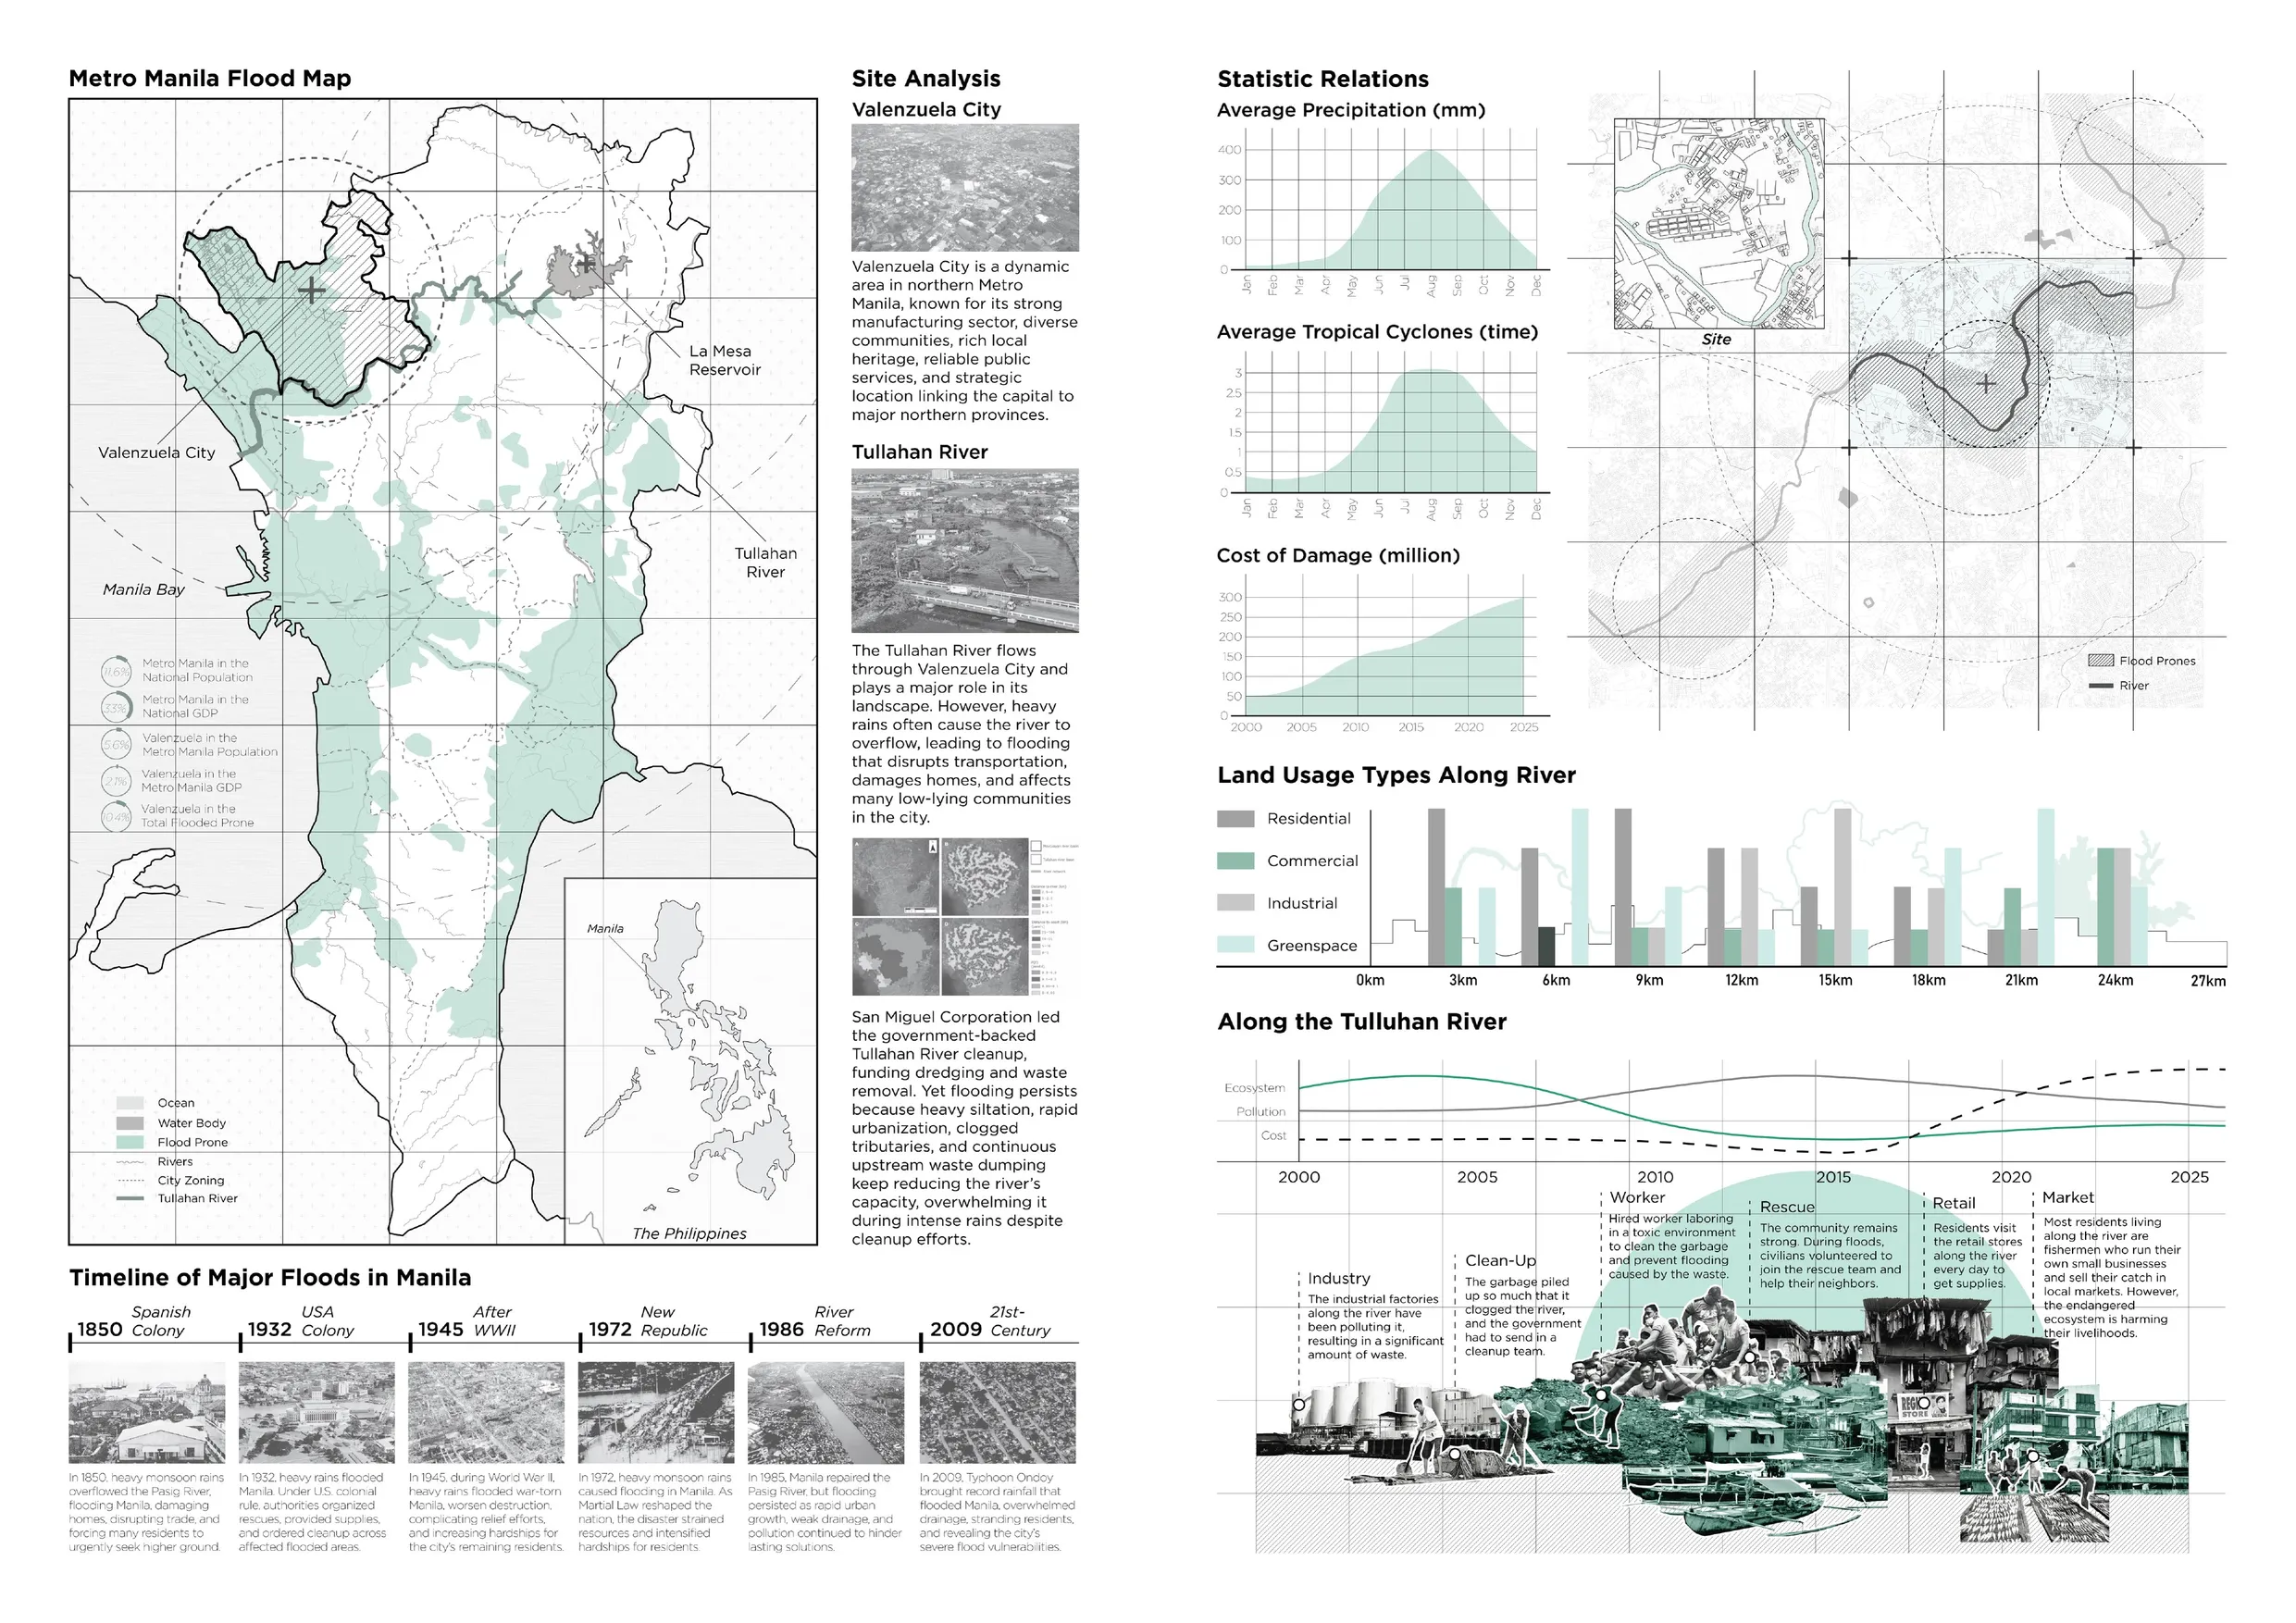 Metro Manila Flood Map
La Mesa
Reservoir
Valenzuela City
Tullahan
River
Manila Bay
11.6%
Metro Manila in the
National Population
33%
Metro Manila in the
National GDP
5.6%
Valenzuela in the
Metro Manila Population
2.1%
Valenzuela in the
Metro Manila GDP
10.4%
Valenzuela in the
Total Flooded Prone
Manila
The Philippines
Ocean
Water Body
Flood Prone
Rivers
City Zoning
Tullahan River
Site Analysis
Valenzuela City
Valenzuela City is a dynamic
area in northern Metro
Manila, known for its strong
manufacturing sector, diverse
communities, rich local
heritage, reliable public
services, and strategic
location linking the capital to
major northern provinces.
Tullahan River
The Tullahan River flows
through Valenzuela City and
plays a major role in its
landscape. However, heavy
rains often cause the river to
overflow, leading to flooding
that disrupts transportation,
damages homes, and affects
many low-lying communities
in the city.
San Miguel Corporation led
the government-backed
Tullahan River cleanup,
funding dredging and waste
removal. Yet flooding persists
because heavy siltation, rapid
urbanization, clogged
tributaries, and continuous
upstream waste dumping
keep reducing the river's
capacity, overwhelming it
during intense rains despite
cleanup efforts.
Timeline of Major Floods in Manila
1850 Spanish Colony
1932 USA Colony
1945 After WWII
1972 New Republic
1986 River Reform
2009 21st-Century
In 1850, heavy monsoon rains
overflowed the Pasig River,
flooding Manila, damaging
homes, disrupting trade, and
forcing many residents to
urgently seek higher ground.
In 1932, heavy rains flooded
Manila. Under U.S. colonial
rule, authorities organized
rescues, provided supplies,
and ordered cleanup across
affected flooded areas.
In 1945, during World War II,
heavy rains flooded war-torn
Manila, worsen destruction,
complicating relief efforts,
and increasing hardships for
the city's remaining residents.
In 1972, heavy monsoon rains
caused flooding in Manila. As
Martial Law reshaped the
nation, the disaster strained
resources and intensified
hardships for residents.
In 1985, Manila repaired the
Pasig River, but flooding
persisted as rapid urban
growth, weak drainage, and
pollution continued to hinder
lasting solutions.
In 2009, Typhoon Ondoy
brought record rainfall that
flooded Manila, overwhelmed
drainage, stranding residents,
and revealing the city's
severe flood vulnerabilities.
Statistic Relations
Average Precipitation (mm)
400
300
200
100
0
Jan Feb Mar Apr May Jun Jul Aug Sep Oct Nov Dec
Average Tropical Cyclones (time)
3
2.5
2
1.5
1
0.5
0
Jan Feb Mar Apr May Jun Jul Aug Sep Oct Nov Dec
Cost of Damage (million)
300
250
200
150
100
50
0
2000 2005 2010 2015 2020 2025
Site
Flood Prones
River
Land Usage Types Along River
Residential
Commercial
Industrial
Greenspace
0km 3km 6km 9km 12km 15km 18km 21km 24km 27km
Along the Tulluhan River
Ecosystem
Pollution
Cost
2000 2005 2010 2015 2020 2025
Industry
The industrial factories
along the river have
been polluting it,
resulting in a significant
amount of waste.
Clean-Up
The garbage piled
up so much that it
clogged the river,
and the government
had to send in a
cleanup team.
Worker
Hired worker laboring
in a toxic environment
to clean the garbage
and prevent flooding
caused by the waste.
Rescue
The community remains
strong. During floods,
civilians volunteered to
join the rescue team and
help their neighbors.
Retail
Residents visit
the retail stores
along the river
every day to
get supplies.
Market
Most residents living
along the river are
fishermen who run their
own small businesses
and sell their catch in
local markets. However,
the endangered
ecosystem is harming
their livelihoods.
STORE